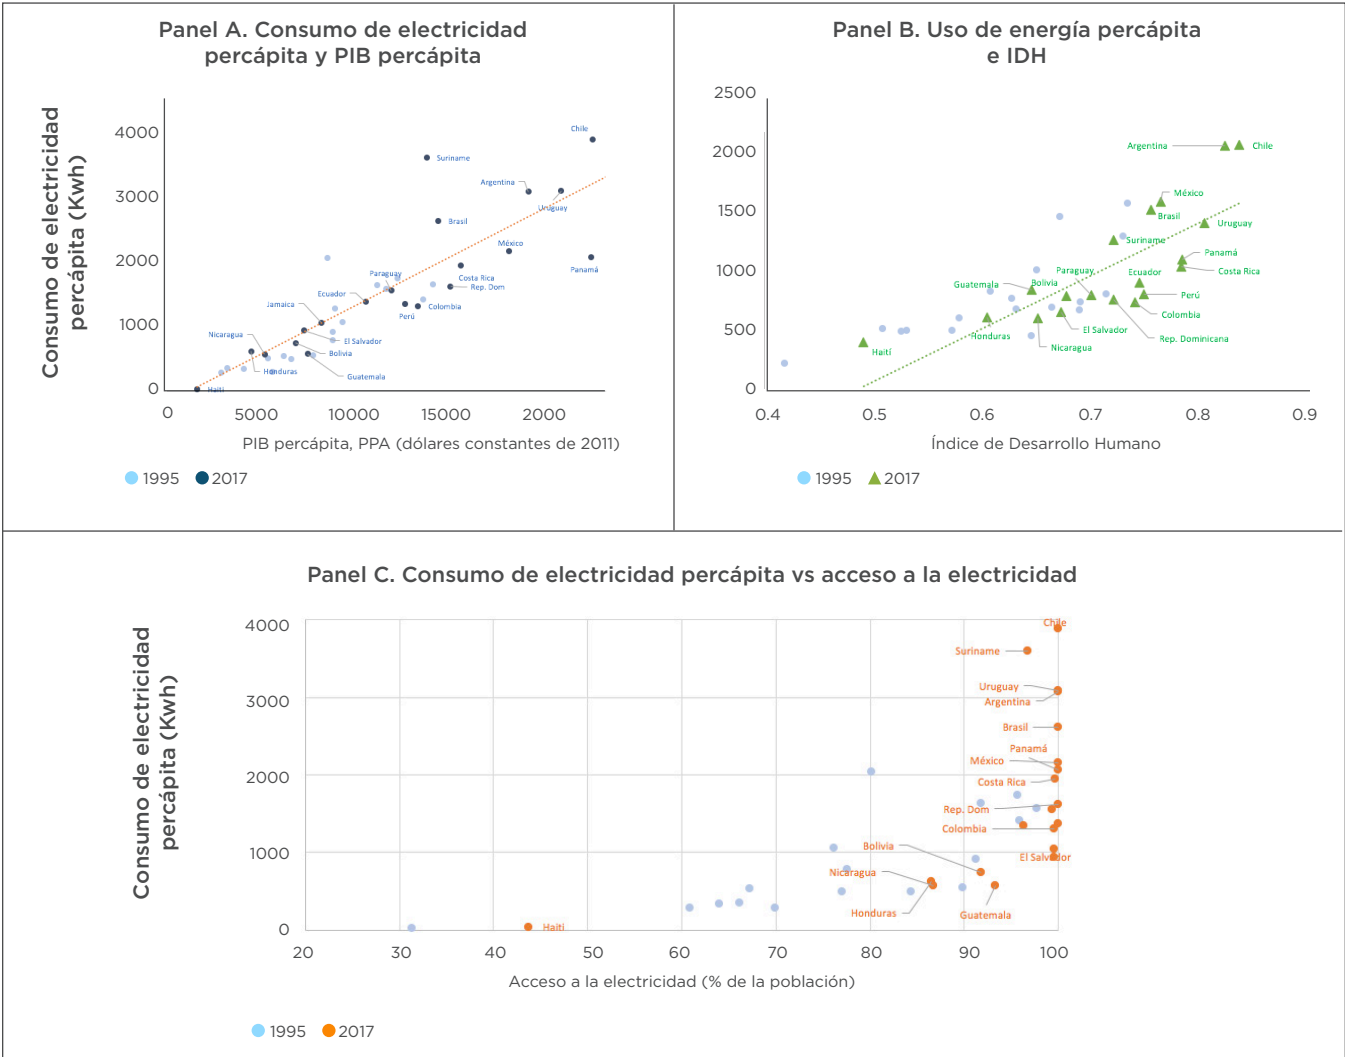 Panel A. Consumo de electricidad
percápita y PIB percápita
Consumo de electricidad
percápita (Kwh)
4000
3000
2000
1000
0
Chile
Suriname
Argentina
Uruguay
Brasil
México
Panamá
Costa Rica
Paraguay
Rep. Dom
Ecuador
Colombia
Perú
Jamaica
Nicaragua
El Salvador
Bolivia
Honduras
Guatemala
Haití
0 5000 10000 15000 2000
PIB percápita, PPA (dólares constantes de 2011)
1995 2017
Panel B. Uso de energía percápita
e IDH
2500
2000
1500
1000
500
0
Argentina
Chile
México
Brasil
Uruguay
Suriname
Panamá
Costa Rica
Paraguay
Ecuador
Guatemala
Bolivia
Perú
Colombia
El Salvador
Rep. Dominicana
Honduras
Nicaragua
Haití
0.4 0.5 0.6 0.7 0.8 0.9
Índice de Desarrollo Humano
1995 2017
Panel C. Consumo de electricidad percápita vs acceso a la electricidad
Consumo de electricidad
percápita (Kwh)
4000
3000
2000
1000
0
Chile
Suriname
Uruguay
Argentina
Brasil
Panamá
México
Costa Rica
Rep. Dom
Colombia
Bolivia
El Salvador
Nicaragua
Honduras
Guatemala
Haiti
20 30 40 50 60 70 80 90 100
Acceso a la electricidad (% de la población)
1995 2017